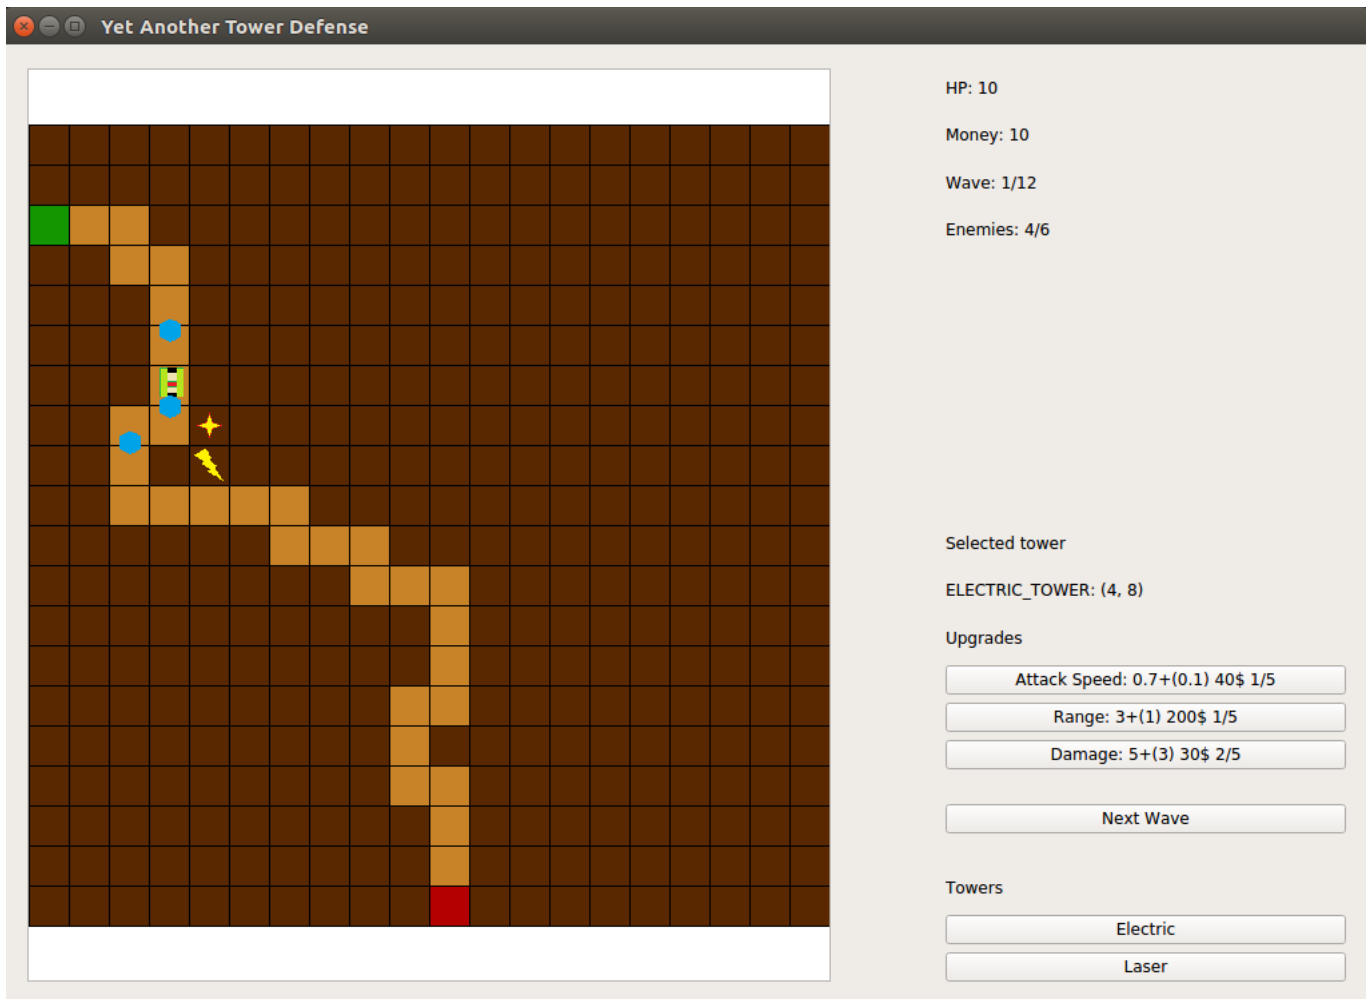 Yet Another Tower Defense
HP: 10
Money: 10
Wave: 1/12
Enemies: 4/6
Selected tower
ELECTRIC_TOWER: (4, 8)
Upgrades
Attack Speed: 0.7+(0.1) 40$ 1/5
Range: 3+(1) 200$ 1/5
Damage: 5+(3) 30$ 2/5
Next Wave
Towers
Electric
Laser